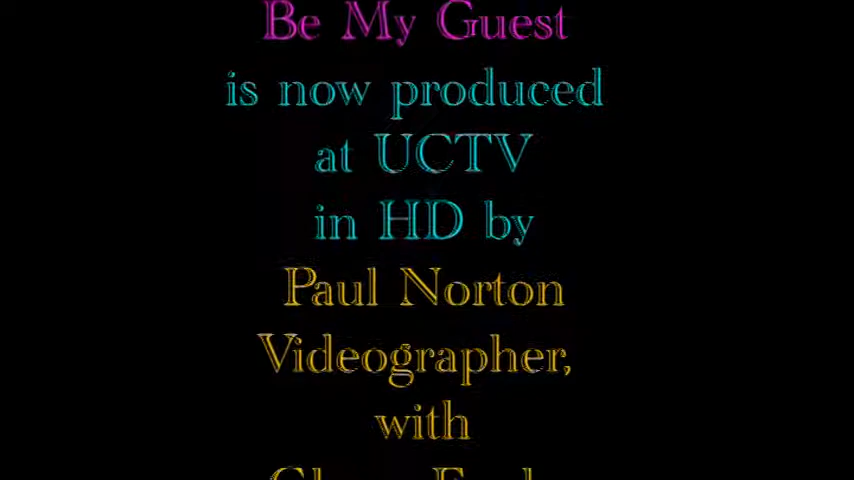 Be My Guest
is now produced
at UCTV
in HD by
Paul Norton
Videographer,
with